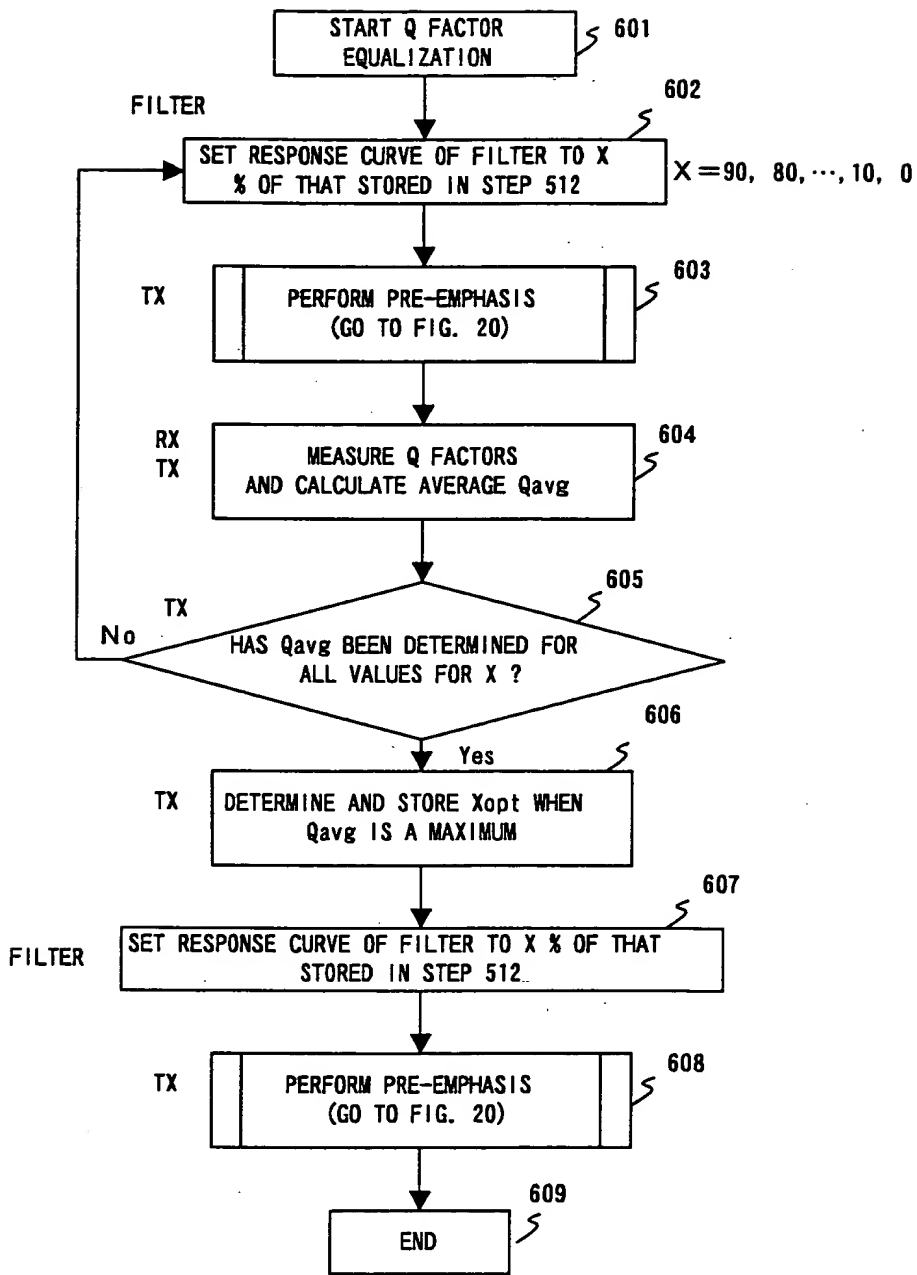 START Q FACTOR
EQUALIZATION
601
FILTER
602
SET RESPONSE CURVE OF FILTER TO X
% OF THAT STORED IN STEP 512
X=90, 80, ···, 10, 0
TX
603
PERFORM PRE-EMPHASIS
(GO TO FIG. 20)
RX
TX
604
MEASURE Q FACTORS
AND CALCULATE AVERAGE Qavg
605
TX
No
HAS Qavg BEEN DETERMINED FOR
ALL VALUES FOR X ?
Yes
606
TX
DETERMINE AND STORE Xopt WHEN
Qavg IS A MAXIMUM
607
FILTER
SET RESPONSE CURVE OF FILTER TO X % OF THAT
STORED IN STEP 512
TX
608
PERFORM PRE-EMPHASIS
(GO TO FIG. 20)
609
END